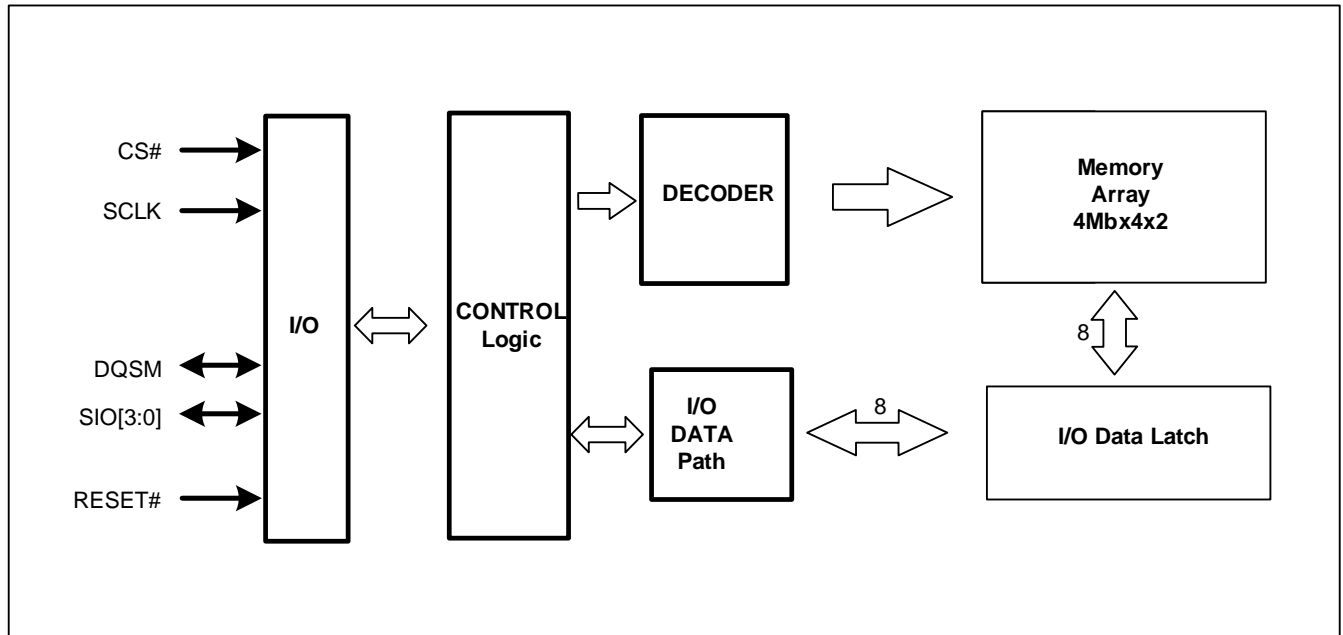 CS#
SCLK
DQSM
SIO[3:0]
RESET#
I/O
CONTROL
Logic
DECODER
I/O
DATA
Path
8
Memory
Array
4Mbx4x2
8
I/O Data Latch